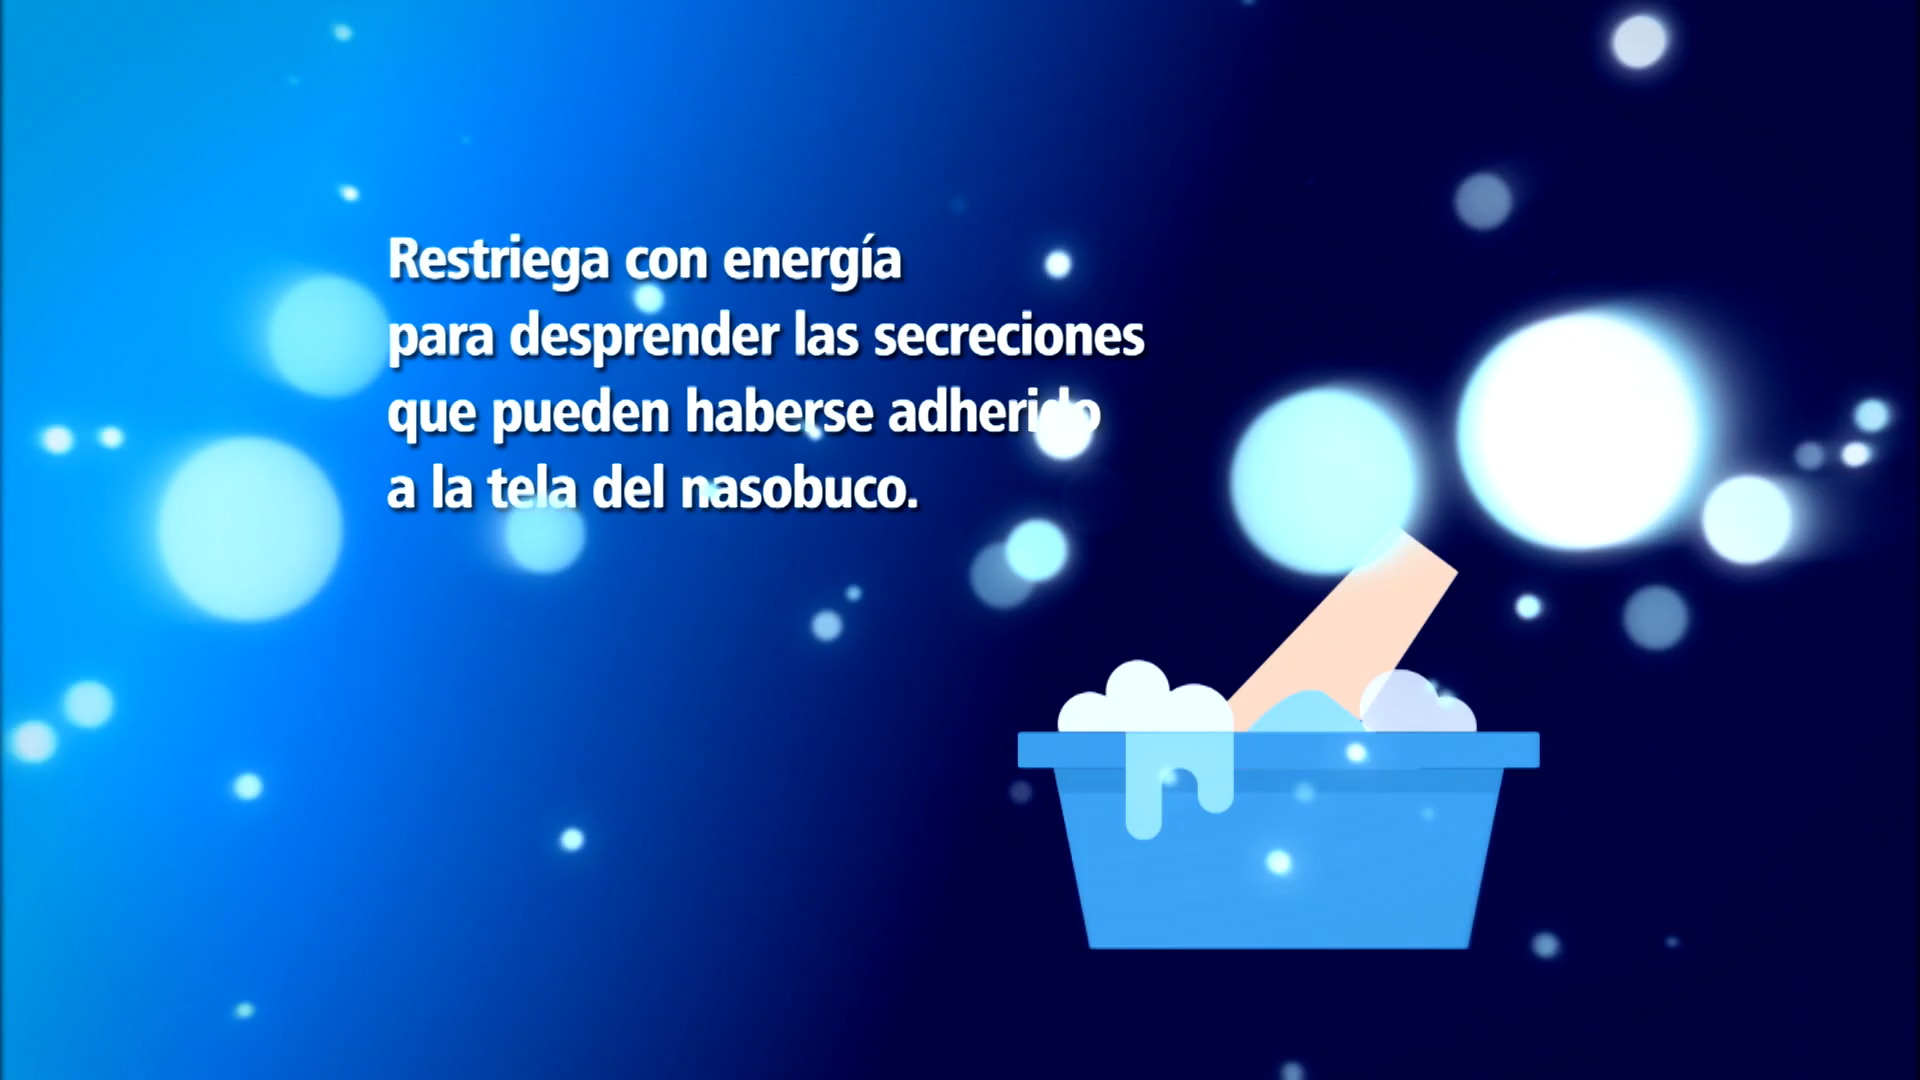 Restriega con energía
para desprender las secreciones
que pueden haberse adherido
a la tela del nasobuco.